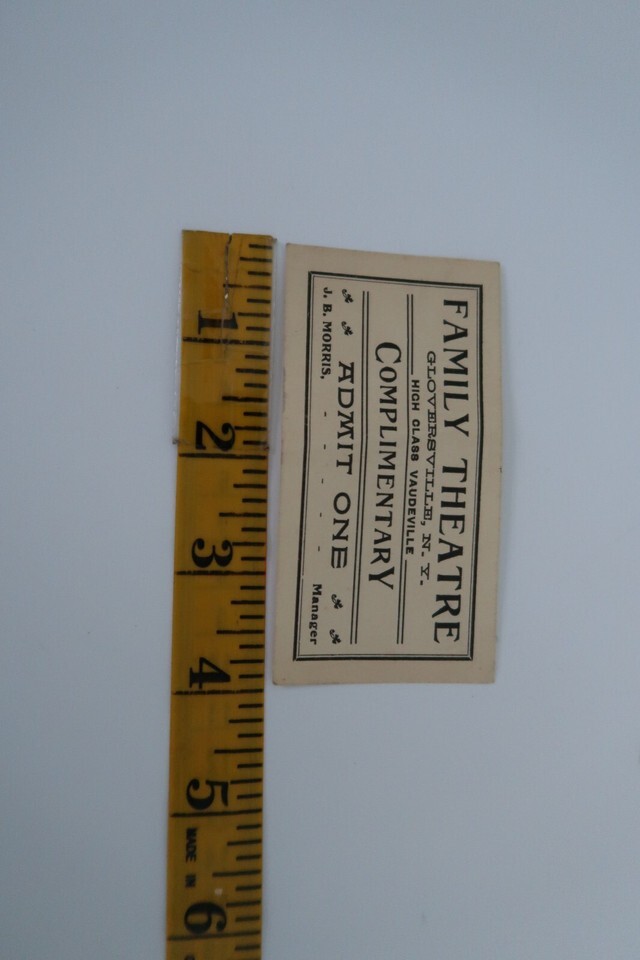 FAMILY THEATRE
GLOVERSVILLE, N. Y.
HIGH CLASS VAUDEVILLE
COMPLIMENTARY
ADMIT ONE
J. B. MORRIS, - - - - - Manager
1
2
3
4
5
MADE IN
6